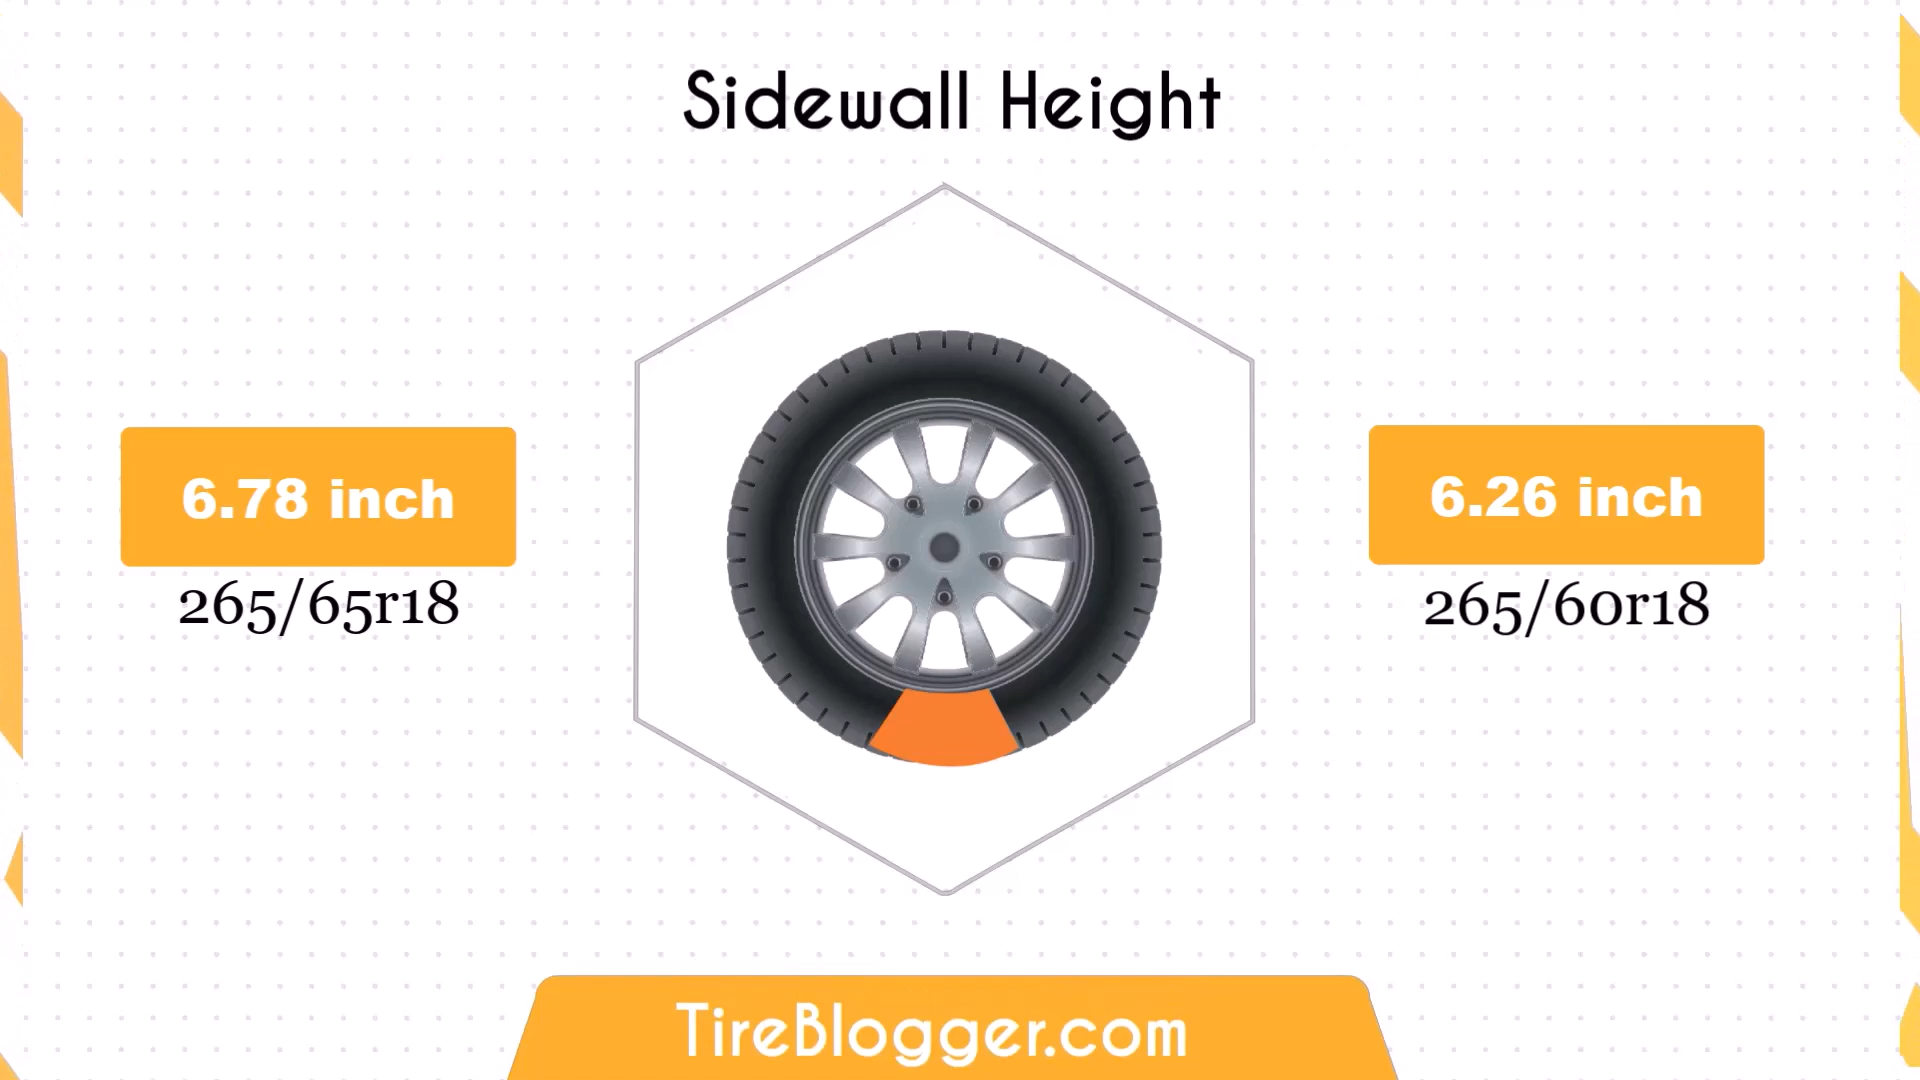 Sidewall Height
6.78 inch
265/65r18
6.26 inch
265/60r18
TireBlogger.com